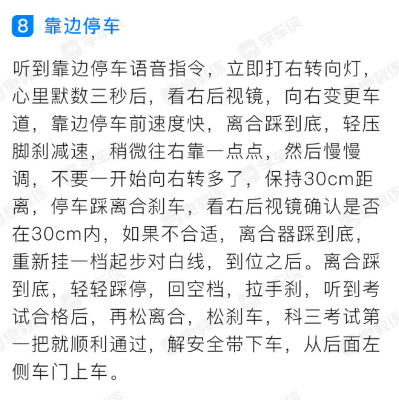 8 靠边停车
听到靠边停车语音指令，立即打右转向灯，
心里默数三秒后，看右后视镜，向右变更车
道，靠边停车前速度快，离合踩到底，轻压
脚刹减速，稍微往右靠一点点，然后慢慢
调，不要一开始向右转多了，保持30cm距
离，停车踩离合刹车，看右后视镜确认是否
在30cm内，如果不合适，离合器踩到底，
重新挂一档起步对白线，到位之后。离合踩
到底，轻轻踩停，回空档，拉手刹，听到考
试合格后，再松离合，松刹车，科三考试第
一把就顺利通过，解安全带下车，从后面左
侧车门上车。